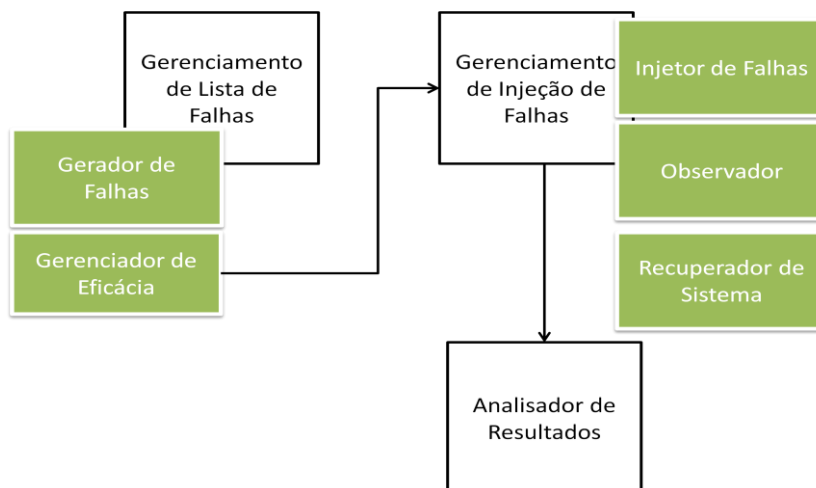 Gerenciamento
de Lista de
Falhas
Gerador de
Falhas
Gerenciador de
Eficácia
Gerenciamento
de Injeção de
Falhas
Injetor de Falhas
Observador
Recuperador de
Sistema
Analisador de
Resultados